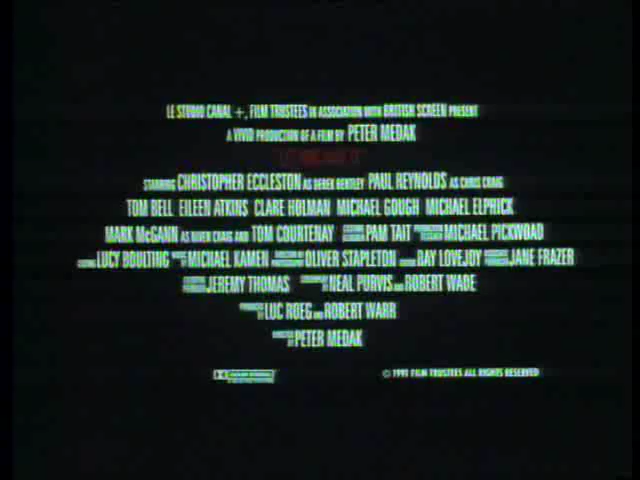 LE STUDIO CANAL +, FILM TRUSTEES IN ASSOCIATION WITH BRITISH SCREEN PRESENT
A VIVID PRODUCTION OF A FILM BY PETER MEDAK
STARRING CHRISTOPHER ECCLESTON AS DEREK BENTLEY PAUL REYNOLDS AS CHRIS CRAIG
TOM BELL EILEEN ATKINS CLARE HOLMAN MICHAEL GOUGH MICHAEL ELPHICK
MARK McGANN AS NIVEN CRAIG AND TOM COURTENAY PAM TAIT MICHAEL PICKWOAD
LUCY BOULTING MICHAEL KAMEN OLIVER STAPLETON RAY LOVEJOY JANE FRAZER
JEREMY THOMAS NEAL PURVIS AND ROBERT WADE
LUC ROEG AND ROBERT WARR
PETER MEDAK
© 1991 FILM TRUSTEES ALL RIGHTS RESERVED